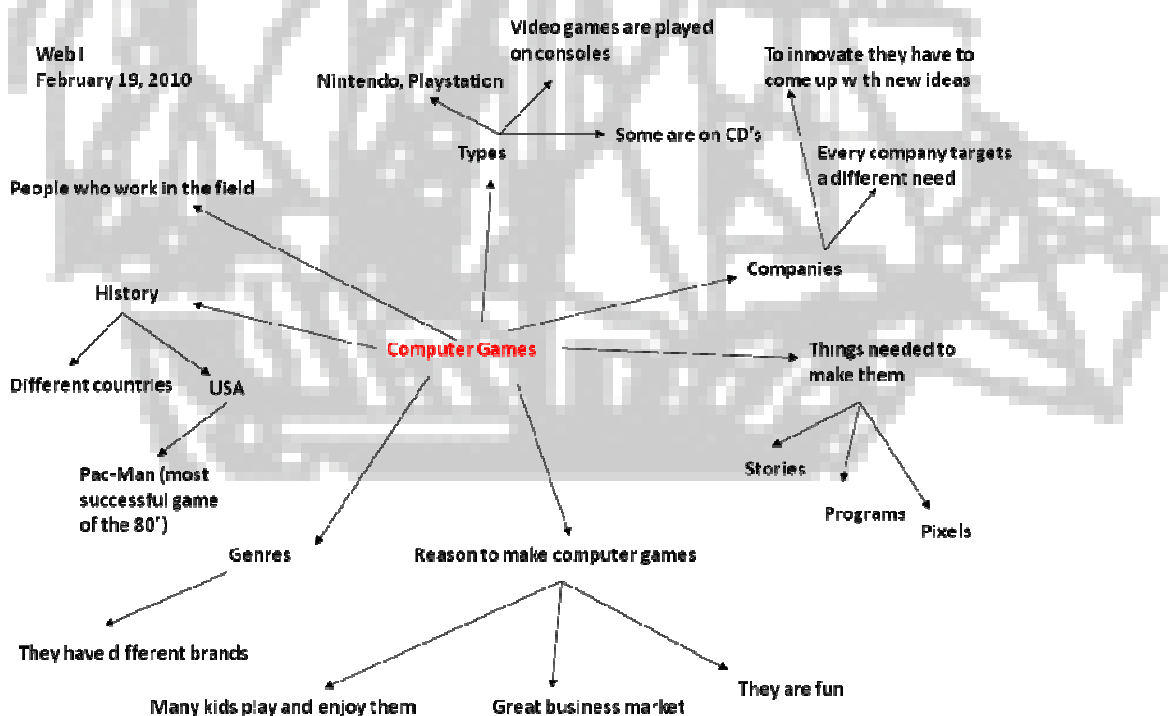 Web I
February 19, 2010
Video games are played
on consoles
Nintendo, Playstation
Some are on CD's
Types
To innovate they have to
come up w th new ideas
Every company targets
a different need
Companies
People who work in the field
History
Different countries
USA
Pac-Man (most
successful game
of the 80')
Computer Games
Things needed to
make them
Stories
Programs
Pixels
Genres
They have d fferent brands
Reason to make computer games
Many kids play and enjoy them
Great business market
They are fun